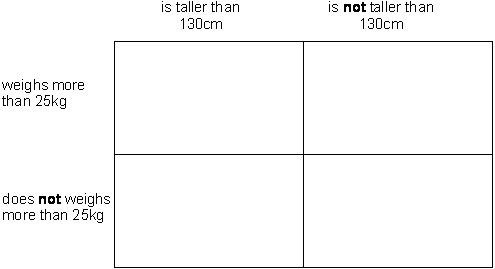 is taller than
130cm
is not taller than
130cm
weighs more
than 25kg
does not weighs
more than 25kg